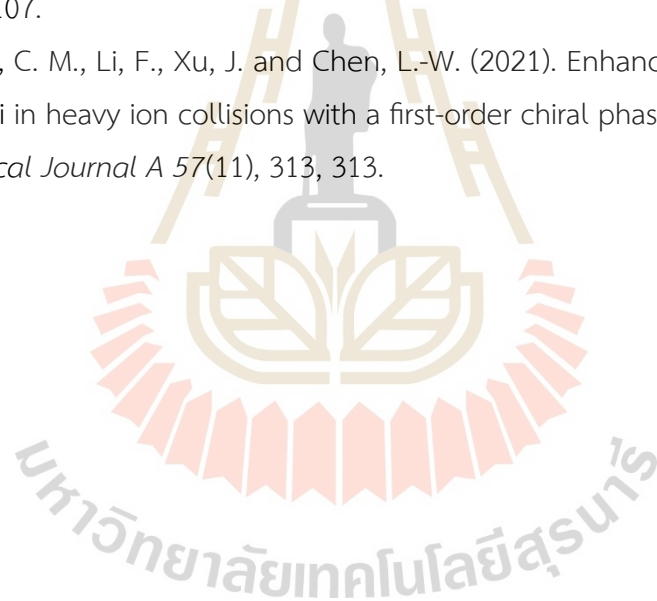 107.
, C. M., Li, F., Xu, J. and Chen, L.-W. (2021). Enhanc
i in heavy ion collisions with a first-order chiral phas
cal Journal A 57(11), 313, 313.
มหาวิทยาลัยเทคโนโลยีสุรนารี